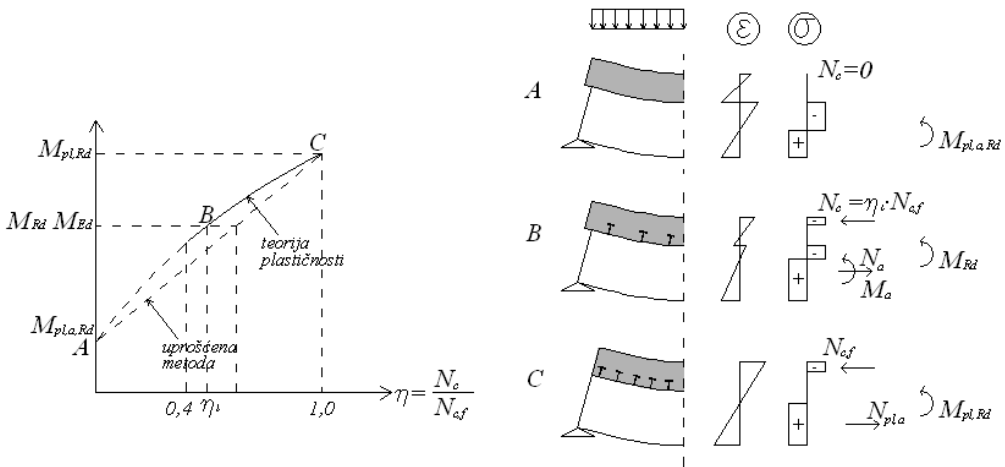 M_pl,Rd
C
M_Rd M_Ed
B
teorija
plastičnosti
M_pl,a,Rd
A
uprošćena
metoda
0,4 η_i 1,0
η = N_c / N_c,f
ε σ
A
N_c=0
-
+
M_pl,a,Rd
B
N_c = η_i·N_c,f
-
-
+
N_a
M_a
M_Rd
C
N_c,f
-
+
N_pl,a
M_pl,Rd